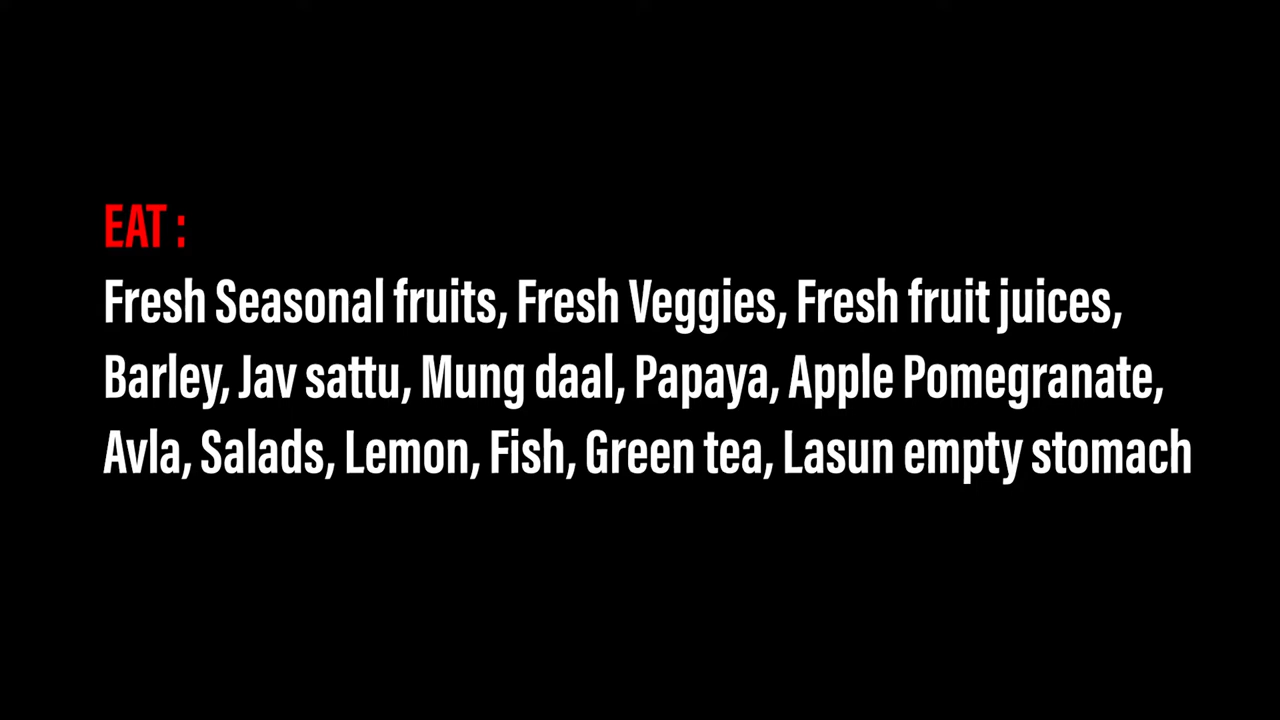 EAT :
Fresh Seasonal fruits, Fresh Veggies, Fresh fruit juices,
Barley, Jav sattu, Mung daal, Papaya, Apple Pomegranate,
Avla, Salads, Lemon, Fish, Green tea, Lasun empty stomach